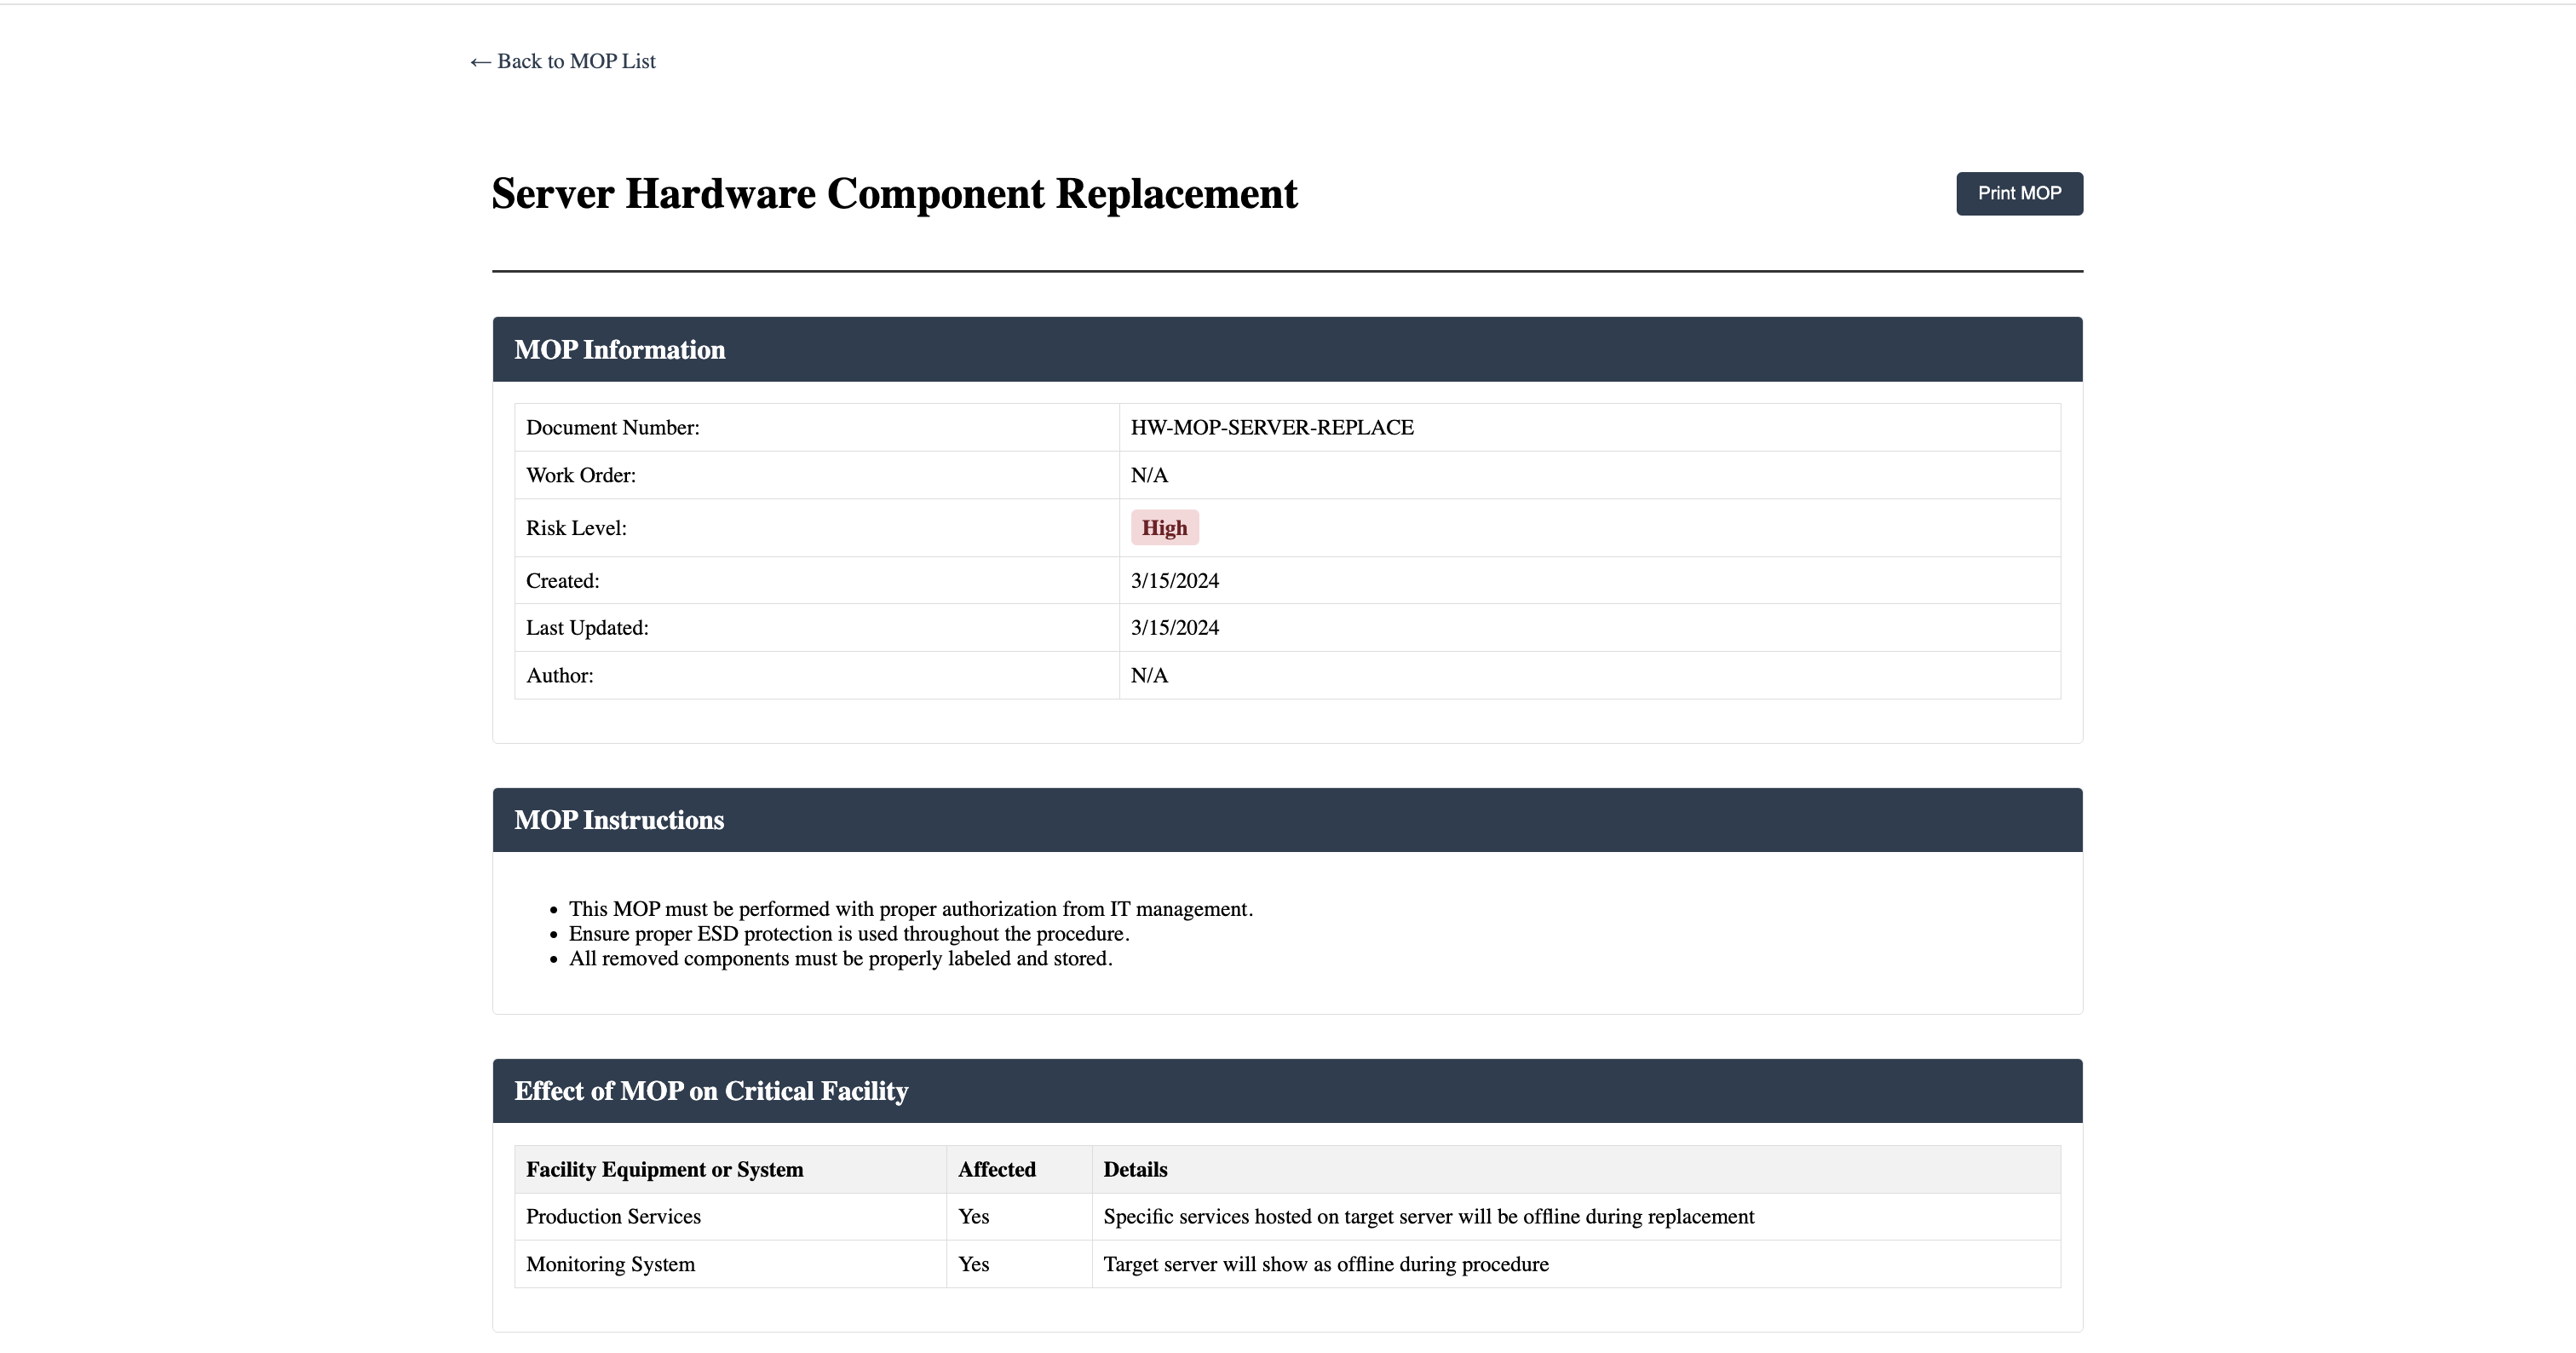 ← Back to MOP List
Server Hardware Component Replacement
Print MOP
MOP Information
Document Number: HW-MOP-SERVER-REPLACE
Work Order: N/A
Risk Level: High
Created: 3/15/2024
Last Updated: 3/15/2024
Author: N/A
MOP Instructions
• This MOP must be performed with proper authorization from IT management.
• Ensure proper ESD protection is used throughout the procedure.
• All removed components must be properly labeled and stored.
Effect of MOP on Critical Facility
Facility Equipment or System Affected Details
Production Services Yes Specific services hosted on target server will be offline during replacement
Monitoring System Yes Target server will show as offline during procedure